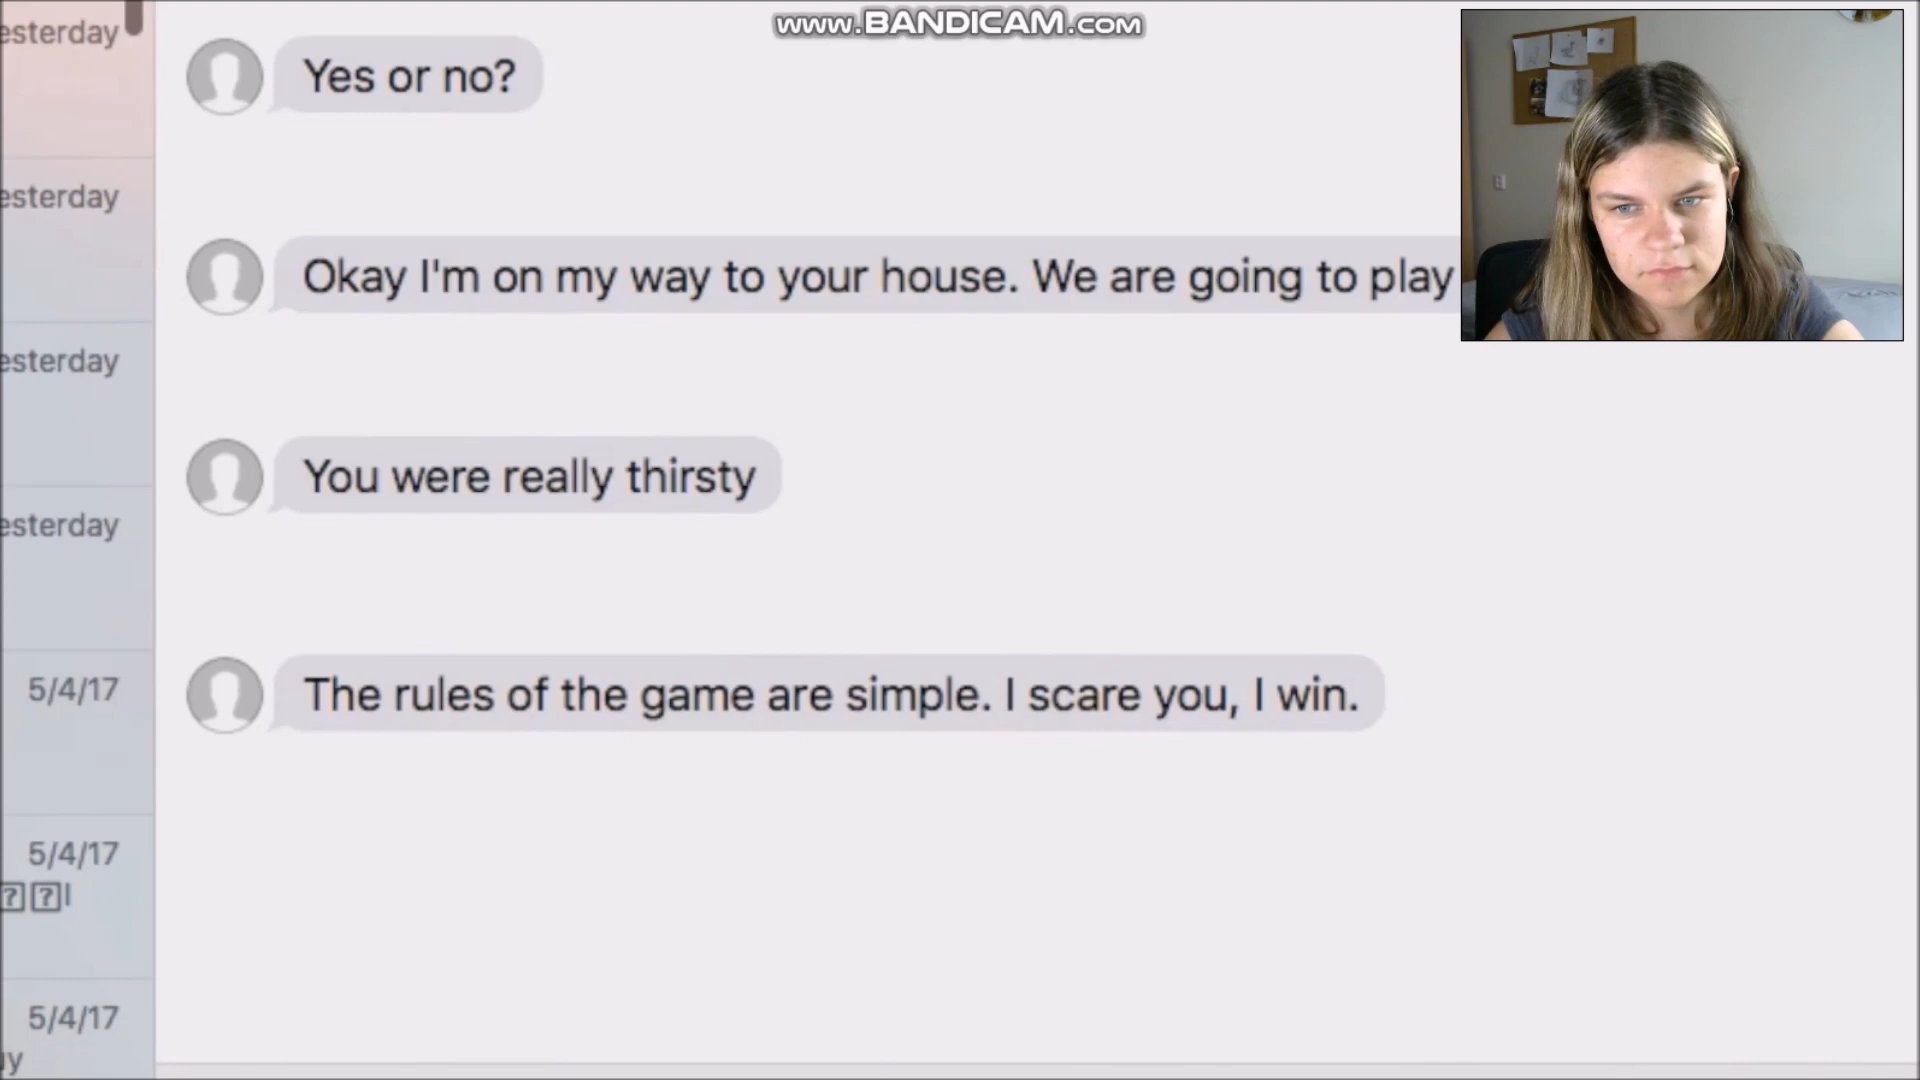 www.BANDICAM.com
esterday
Yes or no?
esterday
Okay I'm on my way to your house. We are going to play
esterday
You were really thirsty
esterday
5/4/17
The rules of the game are simple. I scare you, I win.
5/4/17
5/4/17